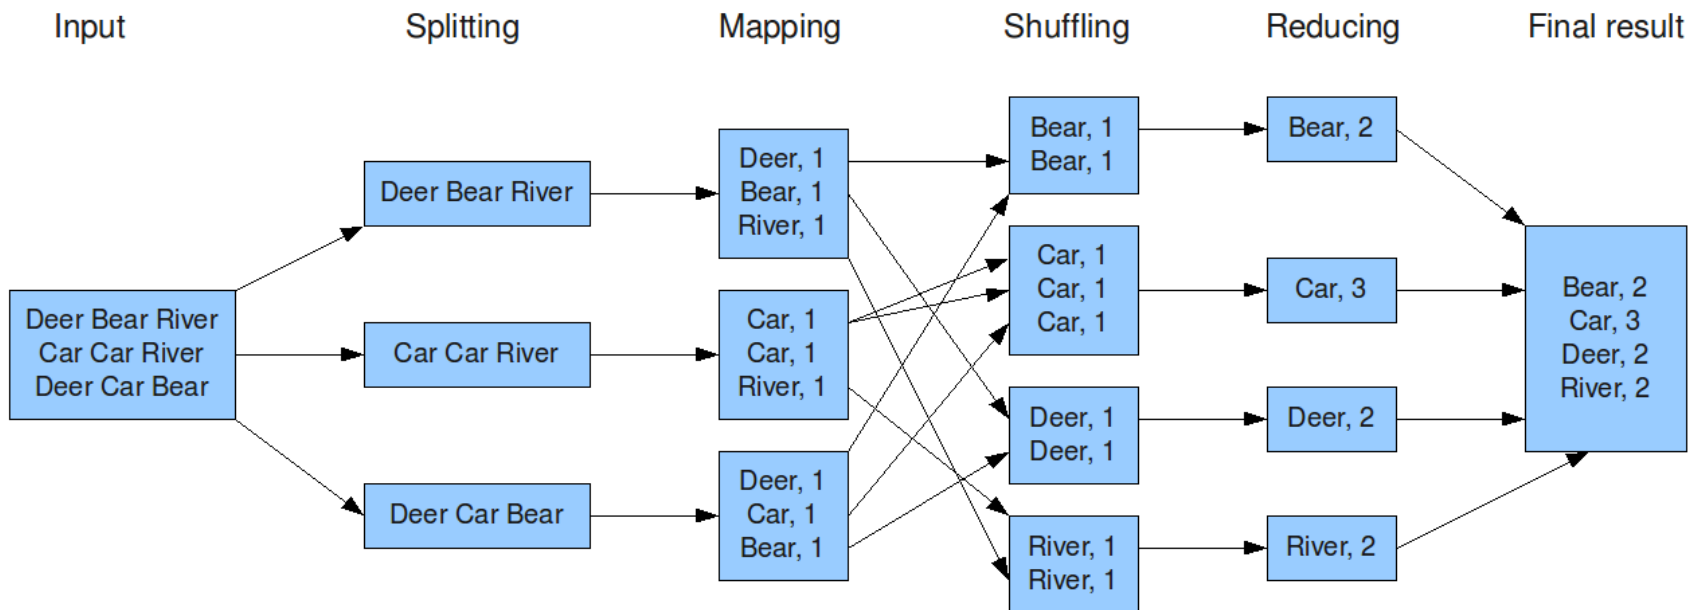 Input
Splitting
Mapping
Shuffling
Reducing
Final result
Deer Bear River
Car Car River
Deer Car Bear
Deer Bear River
Car Car River
Deer Car Bear
Deer, 1
Bear, 1
River, 1
Car, 1
Car, 1
River, 1
Deer, 1
Car, 1
Bear, 1
Bear, 1
Bear, 1
Car, 1
Car, 1
Car, 1
Deer, 1
Deer, 1
River, 1
River, 1
Bear, 2
Car, 3
Deer, 2
River, 2
Bear, 2
Car, 3
Deer, 2
River, 2